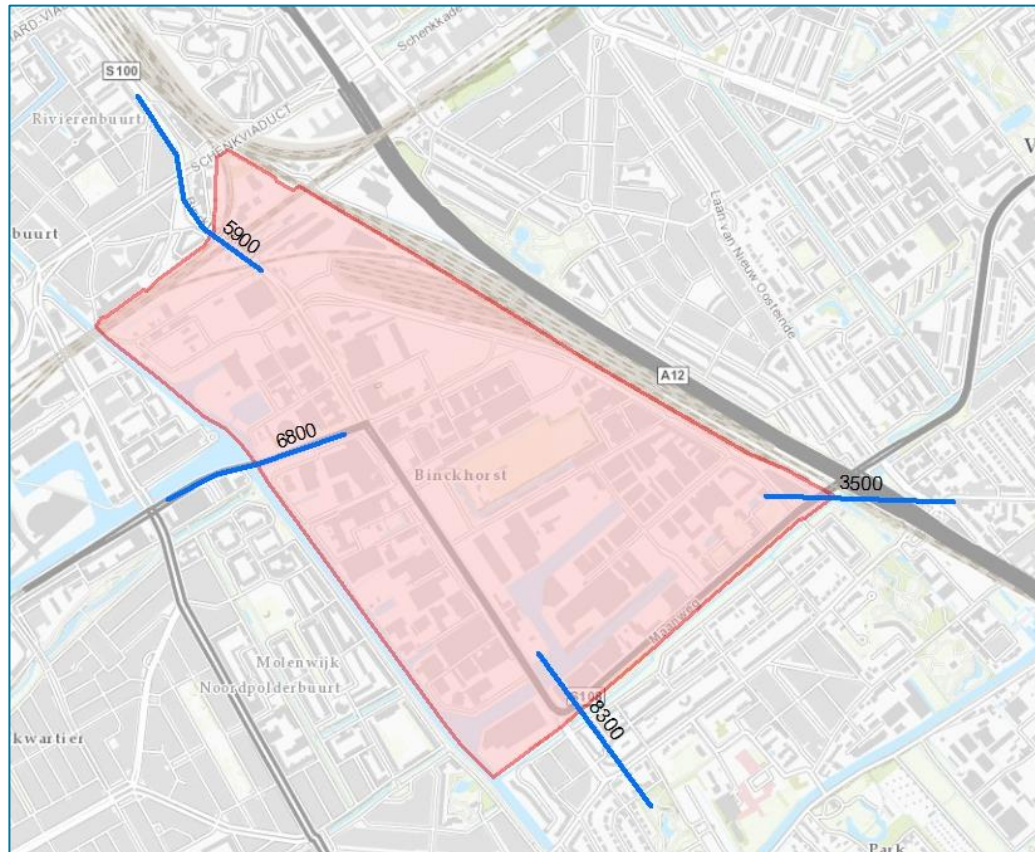 S 100
Schenkkade
Rivierenbuurt
SCHENKVIADUCT
buurt
5900
Laan van Nieuw Oosteinde
A12
6800
Binckhorst
3500
Maanweg
Molenwijk
Noordpolderbuurt
S100
8300
kwartier
Park